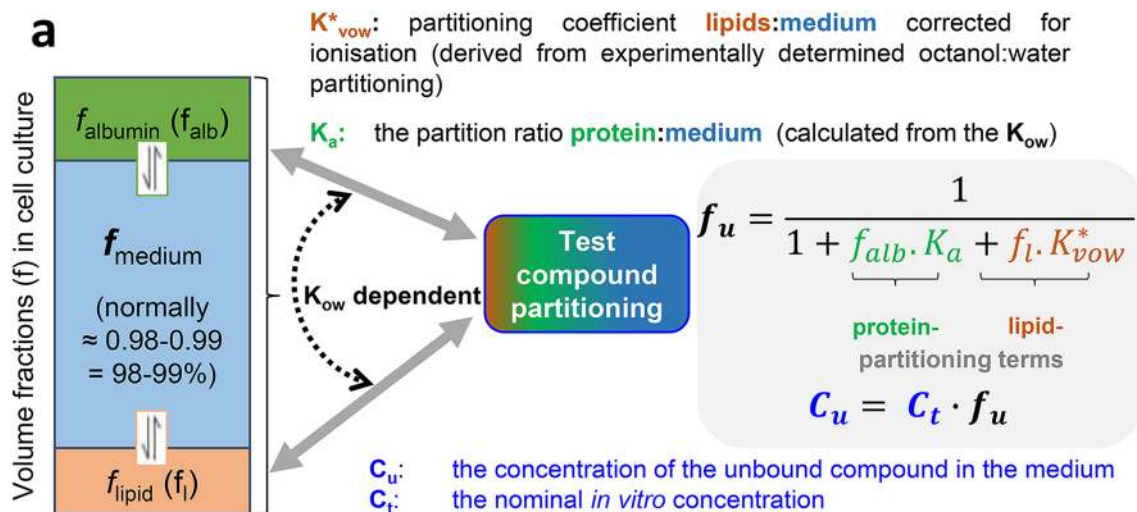 a
K*vow: partitioning coefficient lipids:medium corrected for
ionisation (derived from experimentally determined octanol:water
partitioning)
Ka: the partition ratio protein:medium (calculated from the Kow)
Volume fractions (f) in cell culture
falbumin (falb)
fmedium
(normally
≈ 0.98-0.99
= 98-99%)
flipid (fl)
Kow dependent
Test
compound
partitioning
fu = 1 / (1 + falb. Ka + fl. K*vow)
protein- lipid-
partitioning terms
Cu = Ct · fu
Cu: the concentration of the unbound compound in the medium
Ct: the nominal in vitro concentration